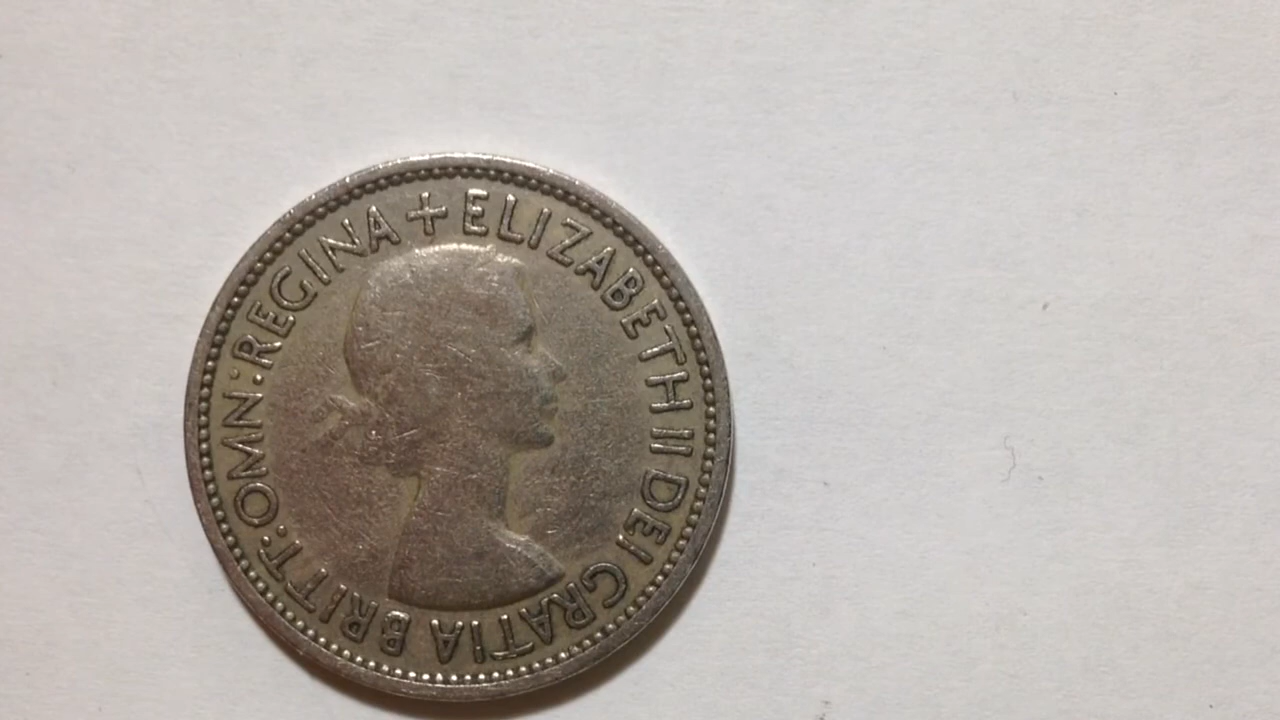 + ELIZABETH II DEI GRATIA BRITT: OMN: REGINA